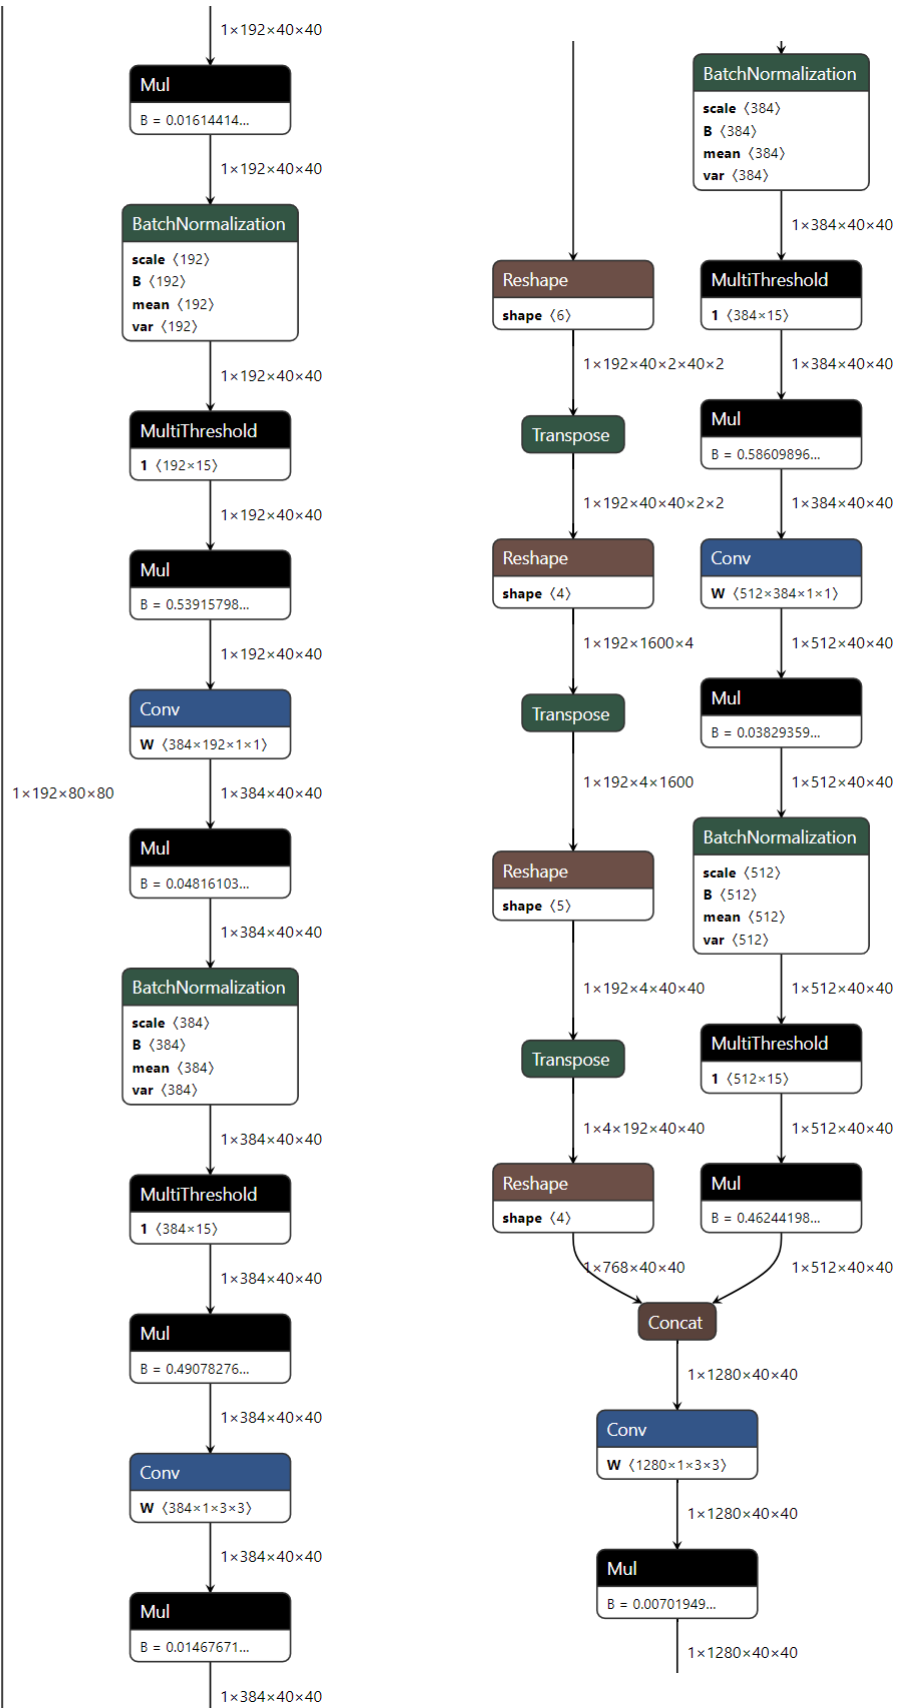 1×192×40×40
Mul
B = 0.01614414...
1×192×40×40
BatchNormalization
scale ⟨192⟩
B ⟨192⟩
mean ⟨192⟩
var ⟨192⟩
1×192×40×40
MultiThreshold
1 ⟨192×15⟩
1×192×40×40
Mul
B = 0.53915798...
1×192×40×40
Conv
W ⟨384×192×1×1⟩
1×192×80×80
1×384×40×40
Mul
B = 0.04816103...
1×384×40×40
BatchNormalization
scale ⟨384⟩
B ⟨384⟩
mean ⟨384⟩
var ⟨384⟩
1×384×40×40
MultiThreshold
1 ⟨384×15⟩
1×384×40×40
Mul
B = 0.49078276...
1×384×40×40
Conv
W ⟨384×1×3×3⟩
1×384×40×40
Mul
B = 0.01467671...
1×384×40×40
Reshape
shape ⟨6⟩
1×192×40×2×40×2
Transpose
1×192×40×40×2×2
Reshape
shape ⟨4⟩
1×192×1600×4
Transpose
1×192×4×1600
Reshape
shape ⟨5⟩
1×192×4×40×40
Transpose
1×4×192×40×40
Reshape
shape ⟨4⟩
1×768×40×40
BatchNormalization
scale ⟨384⟩
B ⟨384⟩
mean ⟨384⟩
var ⟨384⟩
1×384×40×40
MultiThreshold
1 ⟨384×15⟩
1×384×40×40
Mul
B = 0.58609896...
1×384×40×40
Conv
W ⟨512×384×1×1⟩
1×512×40×40
Mul
B = 0.03829359...
1×512×40×40
BatchNormalization
scale ⟨512⟩
B ⟨512⟩
mean ⟨512⟩
var ⟨512⟩
1×512×40×40
MultiThreshold
1 ⟨512×15⟩
1×512×40×40
Mul
B = 0.46244198...
1×512×40×40
Concat
1×1280×40×40
Conv
W ⟨1280×1×3×3⟩
1×1280×40×40
Mul
B = 0.00701949...
1×1280×40×40